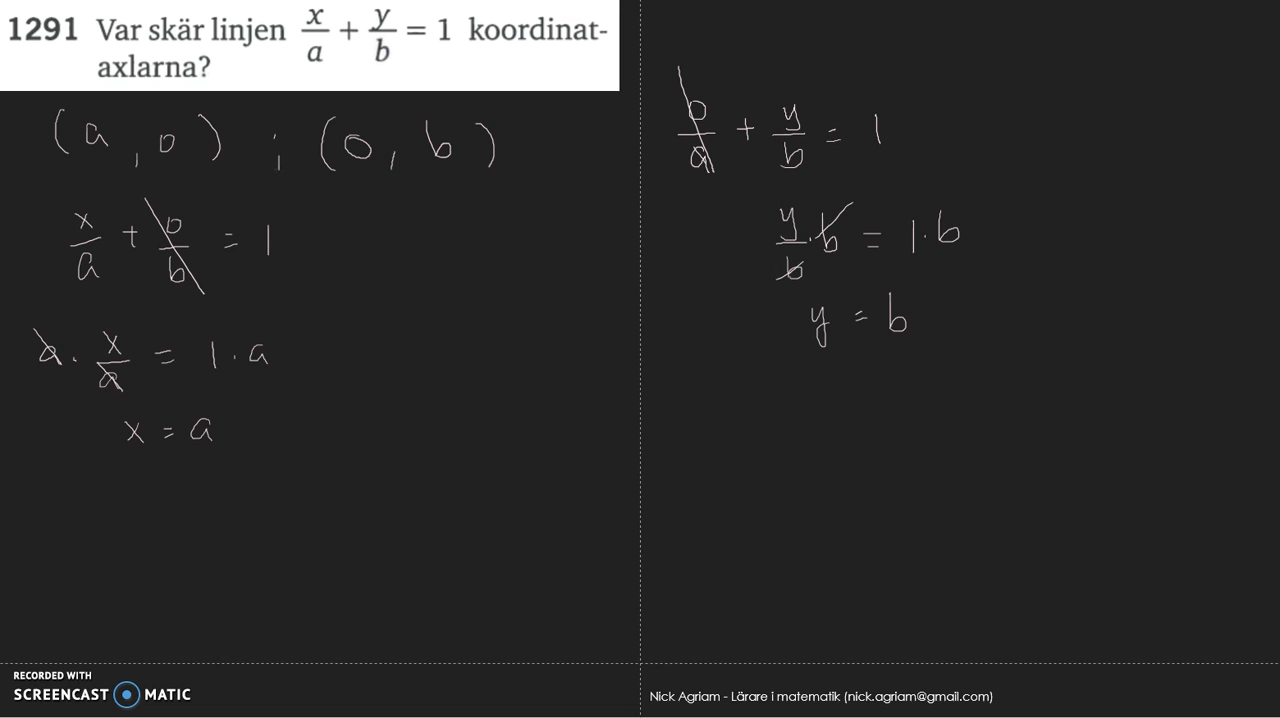 1291 Var skär linjen x/a + y/b = 1 koordinat-
axlarna?
(a, 0) ; (0, b)
x/a + 0/b = 1
a · x/a = 1 · a
x = a
0/a + y/b = 1
y/b · b = 1 · b
y = b
RECORDED WITH
SCREENCAST MATIC
Nick Agriam - Lärare i matematik (nick.agriam@gmail.com)